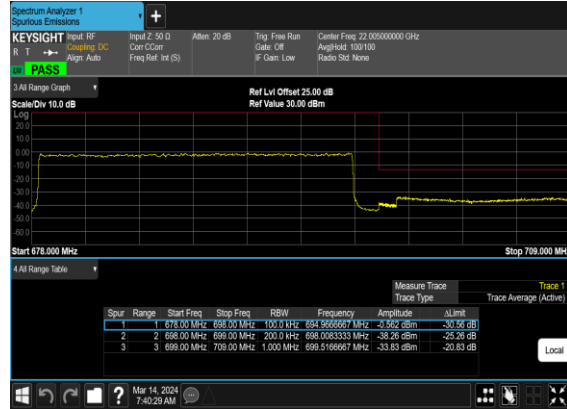 Spectrum Analyzer 1
Spurious Emissions
KEYSIGHT Input: RF Input Z: 50 Ω Atten: 20 dB Trig: Free Run Center Freq: 22.005000000 GHz
R T Coupling: DC Corr CCorr Gate: Off Avg|Hold: 100/100
Align: Auto Freq Ref: Int (S) IF Gain: Low Radio Std: None
PASS
3 All Range Graph
Ref Lvl Offset 25.00 dB
Scale/Div 10.0 dB Ref Value 30.00 dBm
Log
20.0
10.0
0.00
-10.0
-20.0
-30.0
-40.0
-50.0
-60.0
Start 678.000 MHz Stop 709.000 MH
4 All Range Table
Measure Trace Trace 1
Trace Type Trace Average (Active)
Spur Range Start Freq Stop Freq RBW Frequency Amplitude ΔLimit
1 1 678.00 MHz 698.00 MHz 100.0 kHz 694.9666667 MHz -0.562 dBm -30.56 dB
2 2 698.00 MHz 699.00 MHz 200.0 kHz 698.0083333 MHz -38.26 dBm -25.26 dB
3 3 699.00 MHz 709.00 MHz 1.000 MHz 699.5166667 MHz -33.83 dBm -20.83 dB
Local
Mar 14, 2024
7:40:29 AM